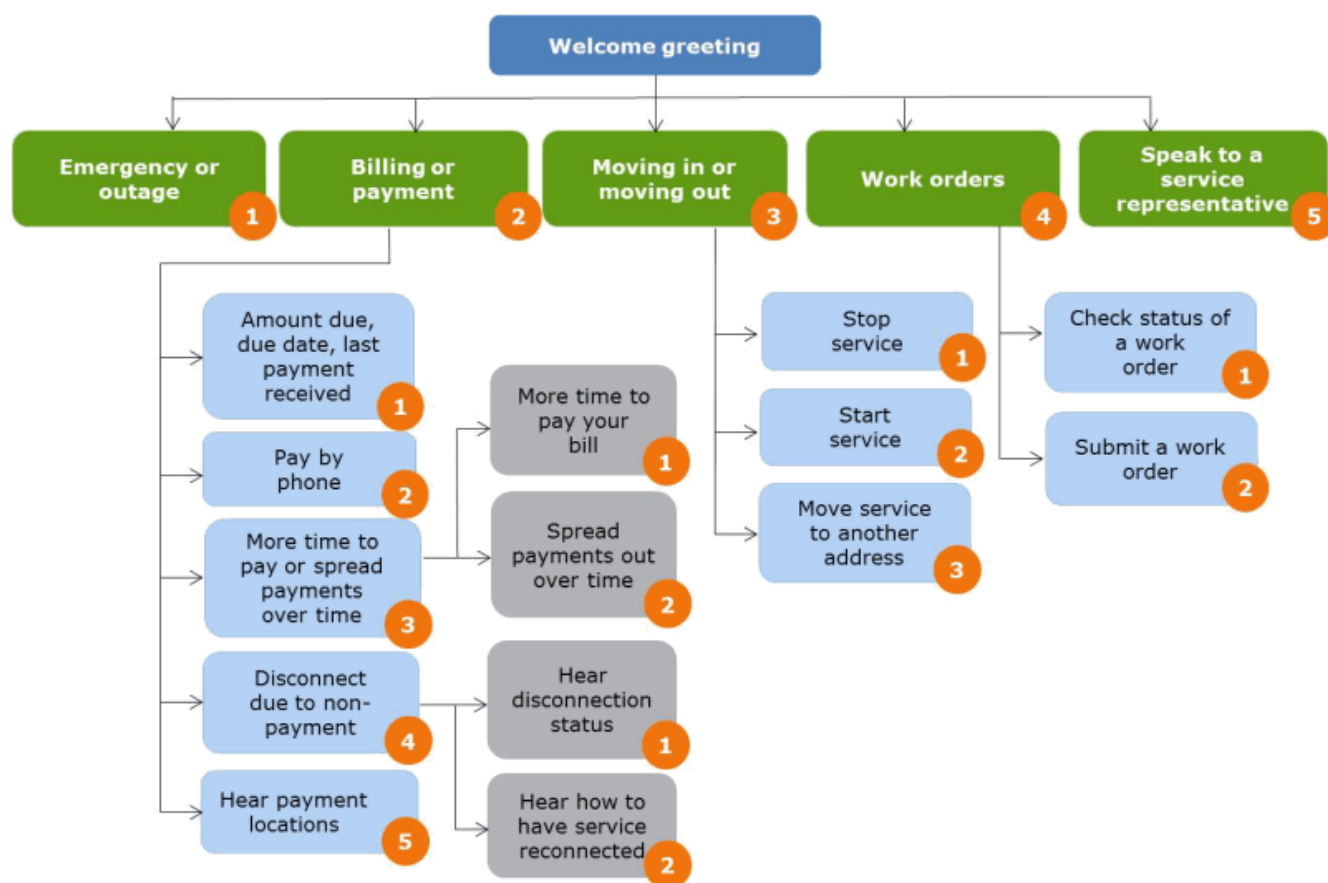 Welcome greeting
Emergency or
outage
1
Billing or
payment
2
Moving in or
moving out
3
Work orders
4
Speak to a
service
representative
5
Amount due,
due date, last
payment
received
1
Pay by
phone
2
More time to
pay or spread
payments
over time
3
Disconnect
due to non-
payment
4
Hear payment
locations
5
More time to
pay your
bill
1
Spread
payments out
over time
2
Hear
disconnection
status
1
Hear how to
have service
reconnected
2
Stop
service
1
Start
service
2
Move service
to another
address
3
Check status of
a work
order
1
Submit a work
order
2